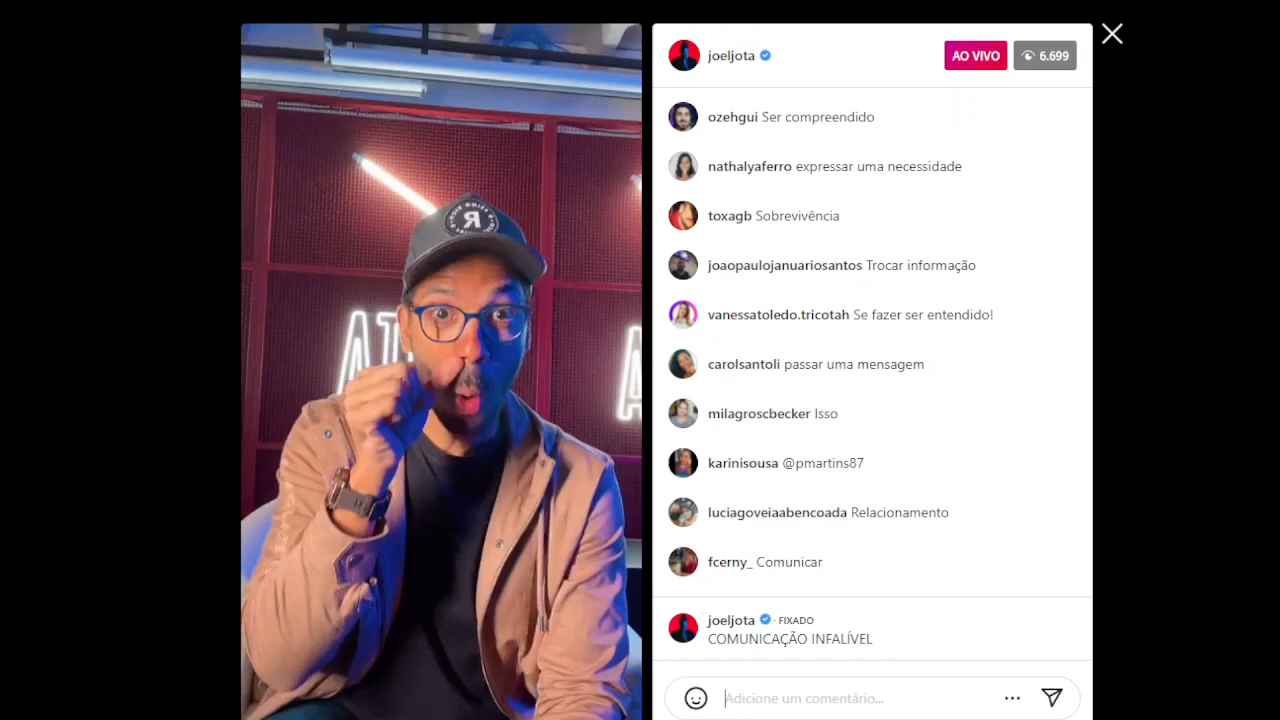 joeljota
AO VIVO
6.699
ozehgui Ser compreendido
nathalyaferro expressar uma necessidade
toxagb Sobrevivência
joaopaulojanuariosantos Trocar informação
vanessatoledo.tricotah Se fazer ser entendido!
carolsantoli passar uma mensagem
milagroscbecker Isso
karinisousa @pmartins87
luciagoveiaabencoada Relacionamento
fcerny_ Comunicar
joeljota · FIXADO
COMUNICAÇÃO INFALÍVEL
Adicione um comentário...